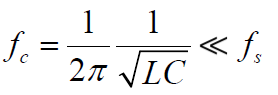 f_c = \frac{1}{2\pi} \frac{1}{\sqrt{LC}} \ll f_s